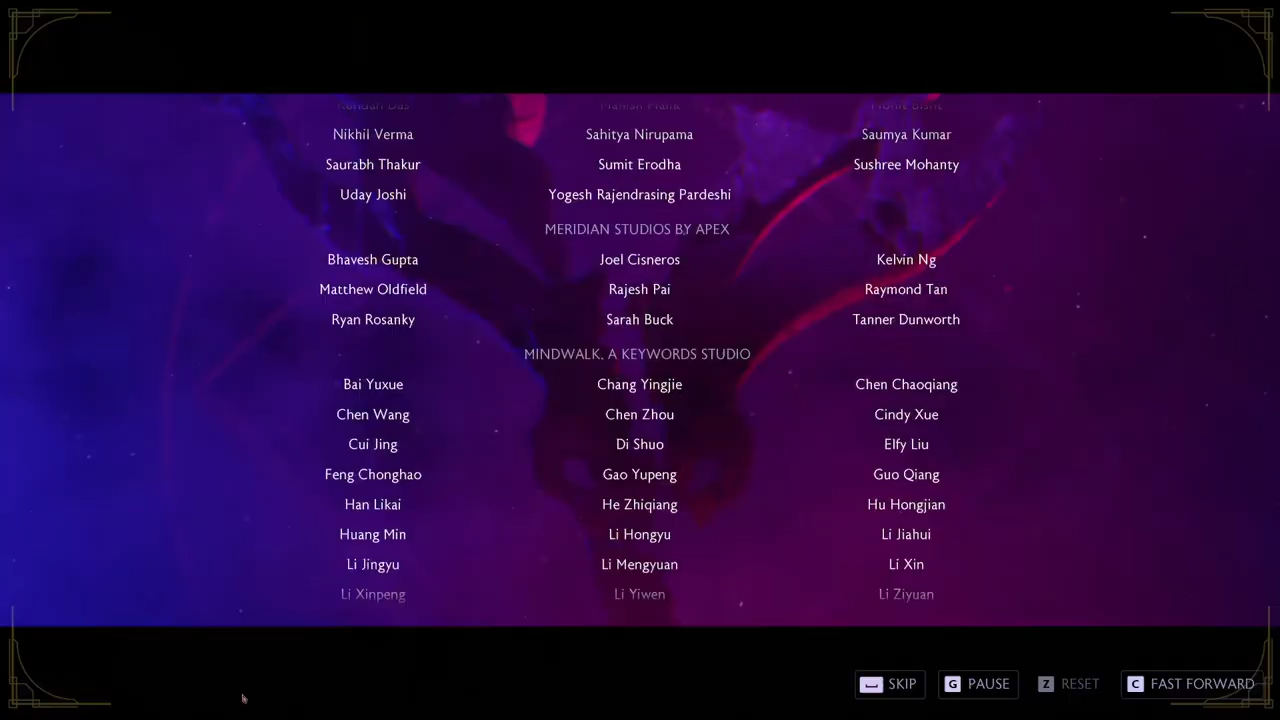 Nikhil Verma Sahitya Nirupama Saumya Kumar
Saurabh Thakur Sumit Erodha Sushree Mohanty
Uday Joshi Yogesh Rajendrasing Pardeshi
MERIDIAN STUDIOS BY APEX
Bhavesh Gupta Joel Cisneros Kelvin Ng
Matthew Oldfield Rajesh Pai Raymond Tan
Ryan Rosanky Sarah Buck Tanner Dunworth
MINDWALK, A KEYWORDS STUDIO
Bai Yuxue Chang Yingjie Chen Chaoqiang
Chen Wang Chen Zhou Cindy Xue
Cui Jing Di Shuo Elfy Liu
Feng Chonghao Gao Yupeng Guo Qiang
Han Likai He Zhiqiang Hu Hongjian
Huang Min Li Hongyu Li Jiahui
Li Jingyu Li Mengyuan Li Xin
Li Xinpeng Li Yiwen Li Ziyuan
SKIP G PAUSE Z RESET C FAST FORWARD